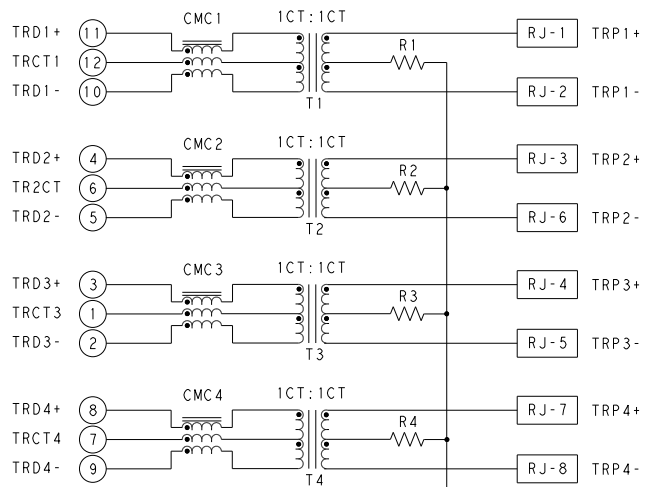 CMC1 1CT:1CT
TRD1+ 11 RJ-1 TRP1+
R1
TRCT1 12
TRD1- 10 RJ-2 TRP1-
T1
CMC2 1CT:1CT
TRD2+ 4 RJ-3 TRP2+
R2
TR2CT 6
TRD2- 5 RJ-6 TRP2-
T2
CMC3 1CT:1CT
TRD3+ 3 RJ-4 TRP3+
R3
TRCT3 1
TRD3- 2 RJ-5 TRP3-
T3
CMC4 1CT:1CT
TRD4+ 8 RJ-7 TRP4+
R4
TRCT4 7
TRD4- 9 RJ-8 TRP4-
T4